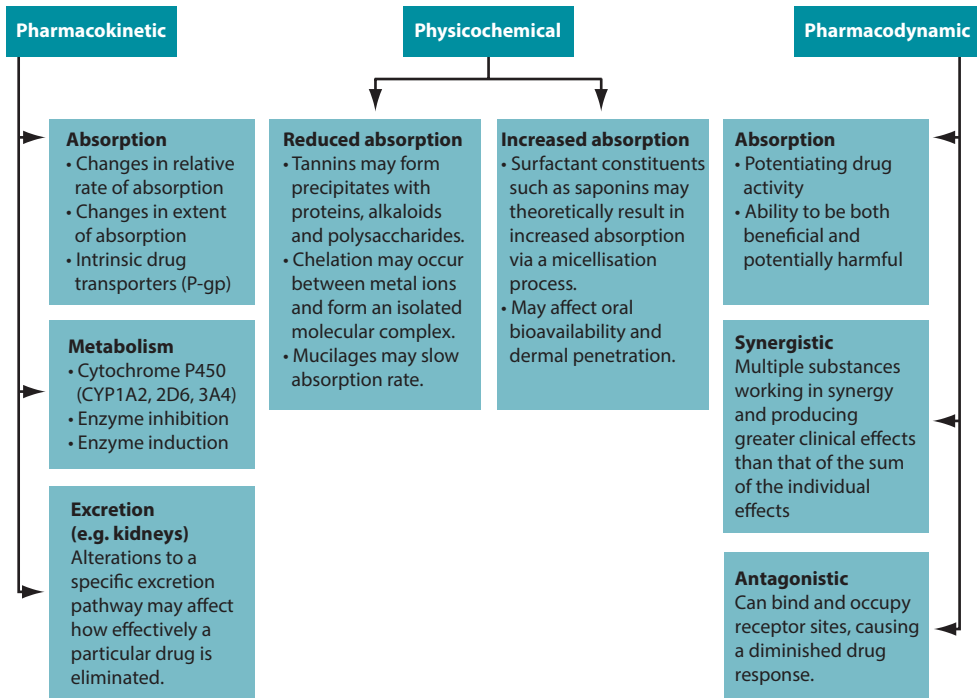 Pharmacokinetic
Physicochemical
Pharmacodynamic
Absorption
• Changes in relative
rate of absorption
• Changes in extent
of absorption
• Intrinsic drug
transporters (P-gp)
Metabolism
• Cytochrome P450
(CYP1A2, 2D6, 3A4)
• Enzyme inhibition
• Enzyme induction
Excretion
(e.g. kidneys)
Alterations to a
specific excretion
pathway may affect
how effectively a
particular drug is
eliminated.
Reduced absorption
• Tannins may form
precipitates with
proteins, alkaloids
and polysaccharides.
• Chelation may occur
between metal ions
and form an isolated
molecular complex.
• Mucilages may slow
absorption rate.
Increased absorption
• Surfactant constituents
such as saponins may
theoretically result in
increased absorption
via a micellisation
process.
• May affect oral
bioavailability and
dermal penetration.
Absorption
• Potentiating drug
activity
• Ability to be both
beneficial and
potentially harmful
Synergistic
Multiple substances
working in synergy
and producing
greater clinical effects
than that of the sum
of the individual
effects
Antagonistic
Can bind and occupy
receptor sites, causing
a diminished drug
response.